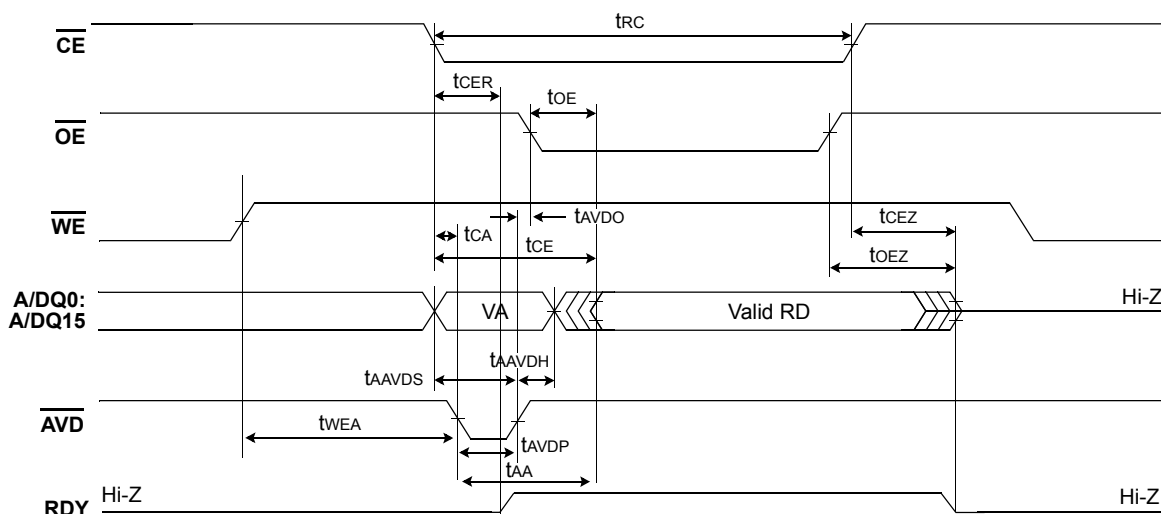 tRC
CE
tCER
tOE
OE
WE
tAVDO
tCA
tCEZ
tCE
tOEZ
A/DQ0:
A/DQ15
VA
Valid RD
Hi-Z
tAAVDH
tAAVDS
AVD
tWEA
tAVDP
tAA
RDY
Hi-Z
Hi-Z